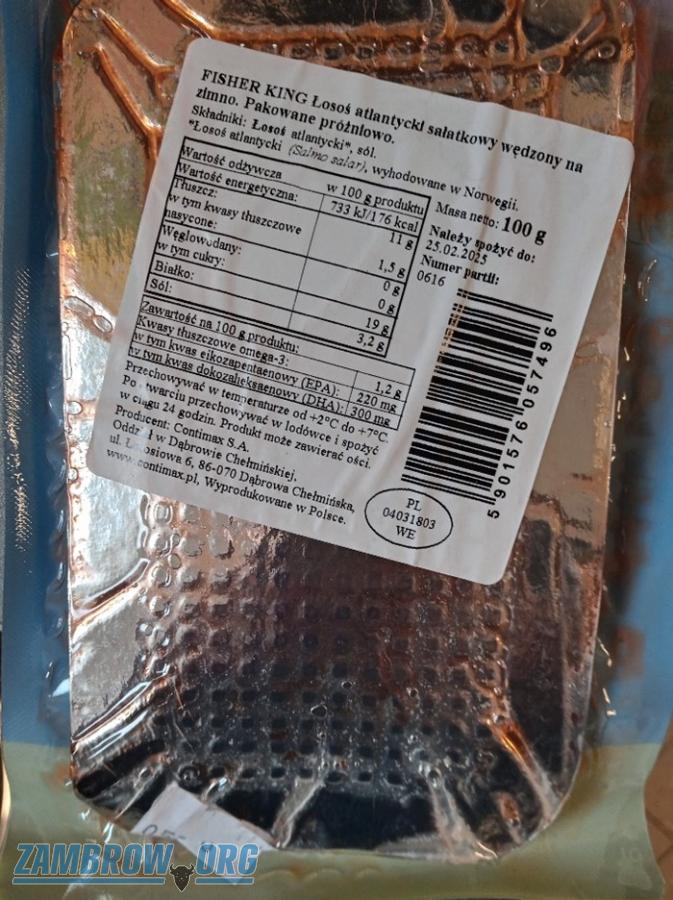 FISHER KING Łosoś atlantycki sałatkowy wędzony na
zimno. Pakowane próżniowo.
Składniki: Łosoś atlantycki*, sól.
*Łosoś atlantycki (Salmo salar), wyhodowane w Norwegii.
Wartość odżywcza w 100 g produktu
Wartość energetyczna: 733 kJ/176 kcal
Tłuszcz: 11 g
w tym kwasy tłuszczowe
nasycone: 1,5 g
Węglowodany: 0 g
w tym cukry: 0 g
Białko: 19 g
Sól: 3,2 g
Masa netto: 100 g
Należy spożyć do:
25.02.2025
Numer partii:
0616
Zawartość na 100 g produktu:
Kwasy tłuszczowe omega-3: 1,2 g
w tym kwas eikozapentaenowy (EPA): 220 mg
w tym kwas dokozaheksaenowy (DHA): 300 mg
Przechowywać w temperaturze od +2°C do +7°C.
Po otwarciu przechowywać w lodówce i spożyć
w ciągu 24 godzin. Produkt może zawierać ości.
Producent: Contimax S.A.
Oddział w Dąbrowie Chełmińskiej,
ul. 6, 86-070 Dąbrowa Chełmińska,
www.contimax.pl, Wyprodukowane w Polsce.
PL
04031803
WE
5 901576 057496
ZAMBROW.ORG